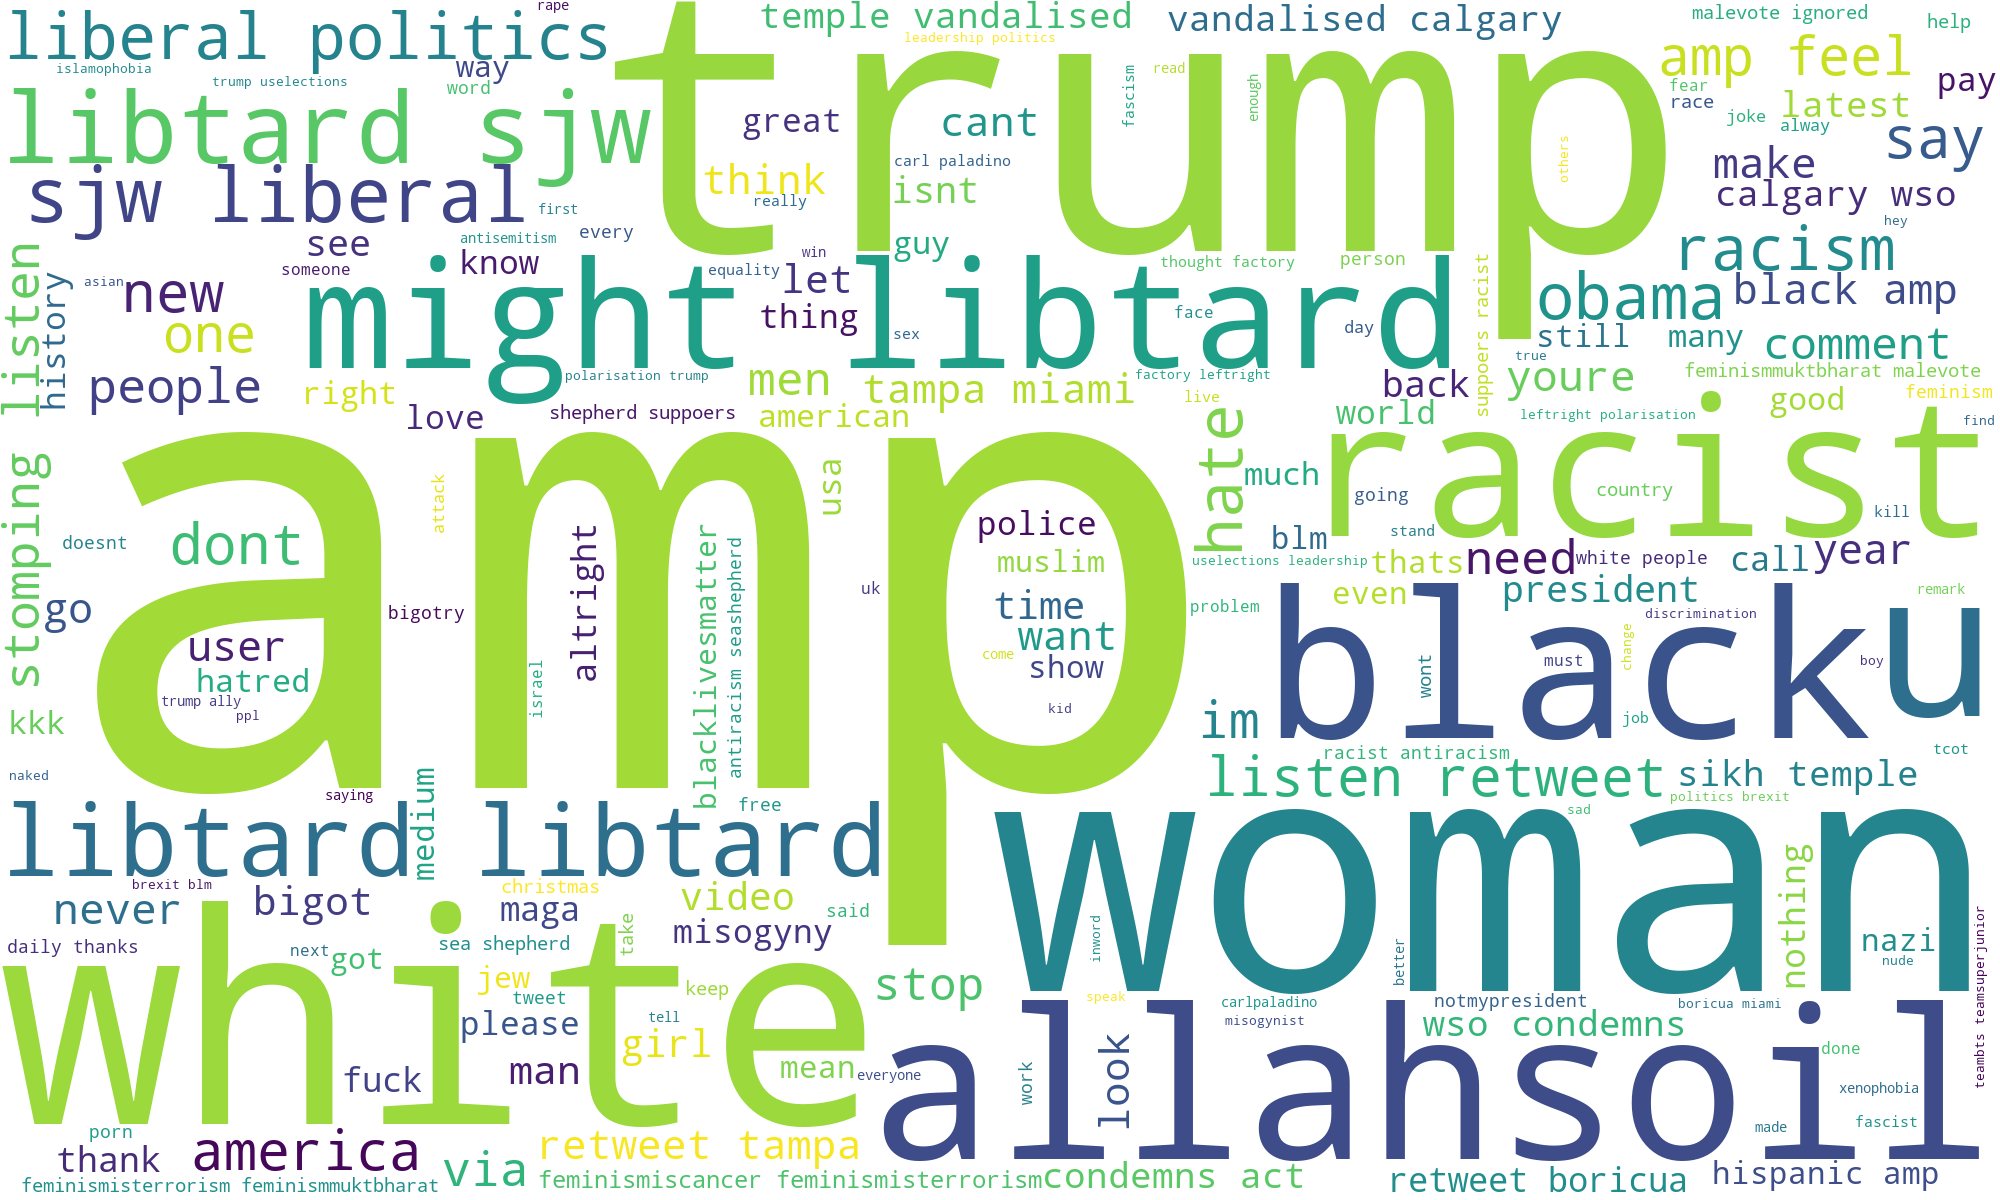 rape
liberal politics
temple vandalised
vandalised calgary
malevote ignored
help
leadership politics
islamophobia
trump uselections
way
word
trump
fascism
read
enough
amp feel
fear
race
pay
latest
joke
alway
say
libtard sjw
great
cant
think
carl paladino
isnt
really
others
make
calgary wso
sjw liberal
first
see
antisemitism
every
guy
hey
racism
listen
history
asian
someone
know
equality
win
let
thought factory
person
suppoers racist
new
one
might
libtard
thing
sex
face
day
obama
black amp
still
many
comment
true
people
right
polarisation trump
men
tampa miami
factory leftright
back
youre
feminismmuktbharat malevote
feminism
love
shepherd suppoers
american
live
world
leftright polarisation
good
find
amp
hate
racist
stomping
attack
usa
much
going
country
kill
doesnt
dont
altright
blacklivesmatter
antiracism seashepherd
police
muslim
blm
stand
uselections leadership
thats
need
white people
call
year
go
bigotry
uk
time
want
show
come
kid
problem
even
president
discrimination
remark
user
hatred
trump ally
ppl
israel
black
u
wont
must
change
boy
job
kkk
im
racist antiracism
tcot
naked
saying
medium
free
listen retweet
sikh temple
politics brexit
sad
libtard libtard
woman
brexit blm
never
bigot
christmas
maga
video
misogyny
said
nothing
inword
better
nazi
nude
teambts teamsuperjunior
daily thanks
white
next
got
sea shepherd
take
jew
tweet
keep
stop
speak
carlpaladino
misogynist
notmypresident
boricua miami
please
tell
girl
wso condemns
fuck
man
mean
everyone
allahsoil
work
look
done
xenophobia
fascist
made
porn
thank
america
retweet tampa
via
feminismisterrorism feminismmuktbharat
feminismiscancer feminismisterrorism
condemns act
retweet boricua
hispanic amp